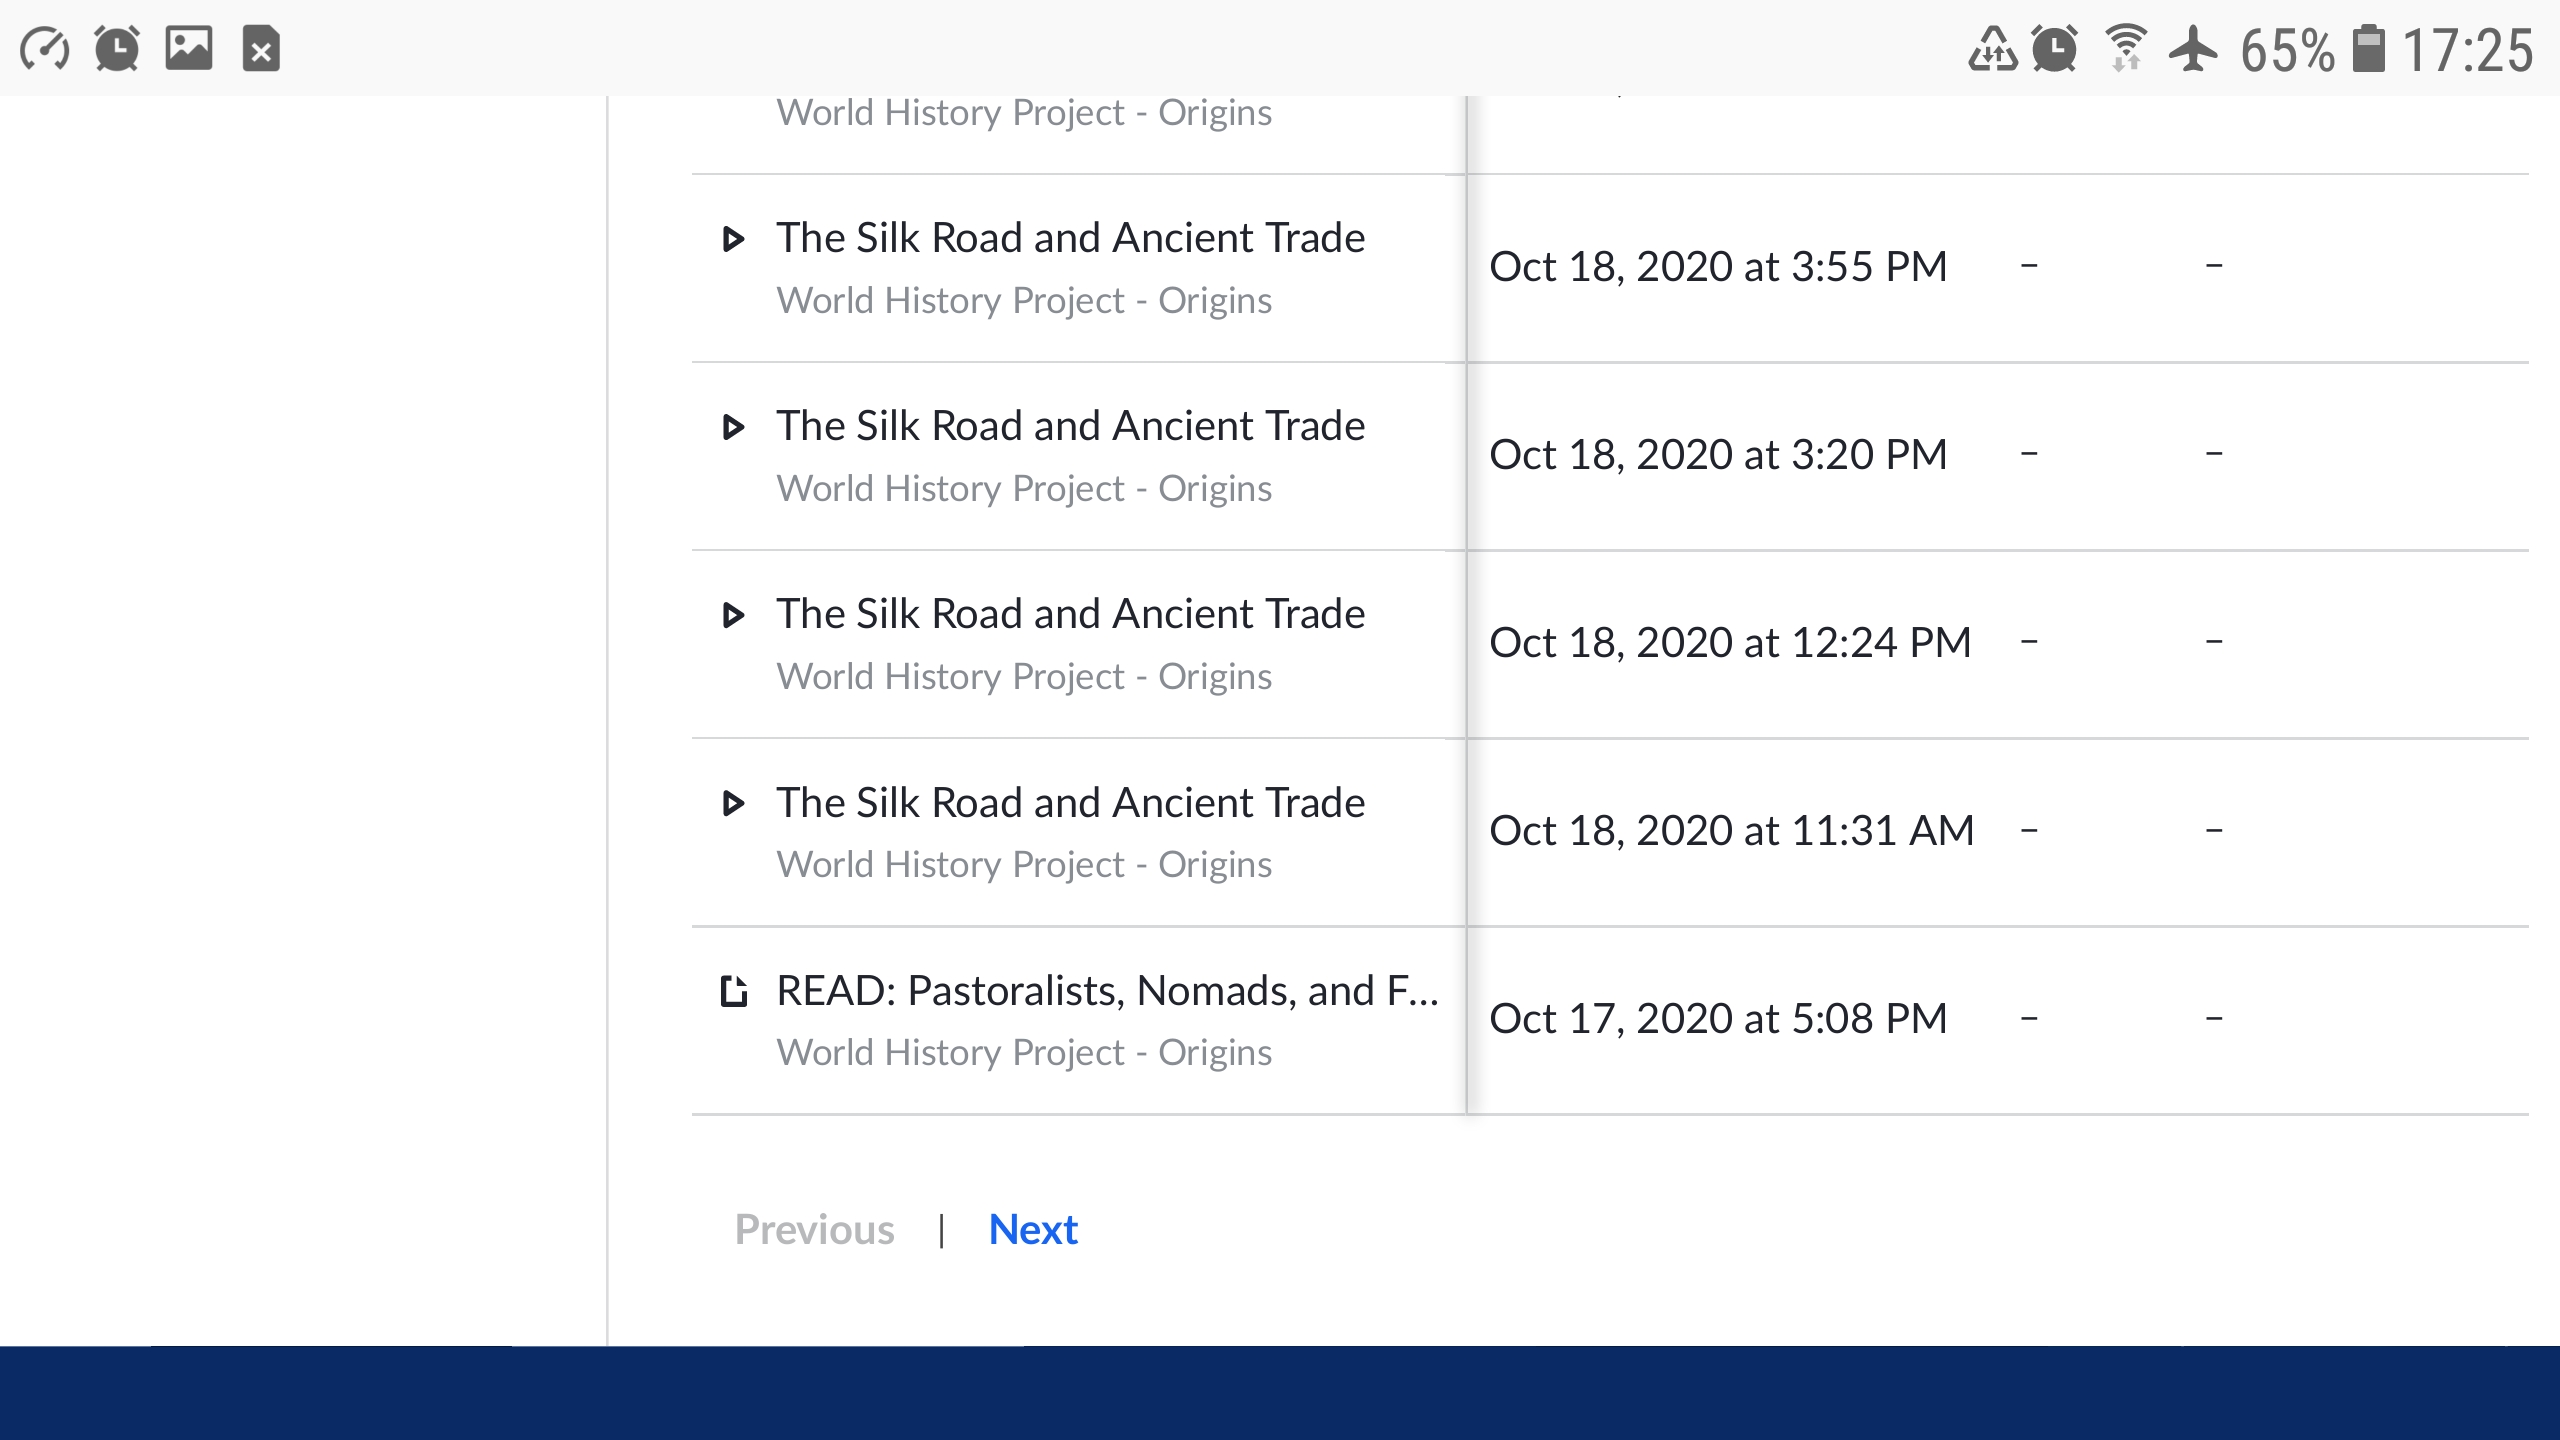 65% 17:25
World History Project - Origins
The Silk Road and Ancient Trade
World History Project - Origins
Oct 18, 2020 at 3:55 PM – –
The Silk Road and Ancient Trade
World History Project - Origins
Oct 18, 2020 at 3:20 PM – –
The Silk Road and Ancient Trade
World History Project - Origins
Oct 18, 2020 at 12:24 PM – –
The Silk Road and Ancient Trade
World History Project - Origins
Oct 18, 2020 at 11:31 AM – –
READ: Pastoralists, Nomads, and F...
World History Project - Origins
Oct 17, 2020 at 5:08 PM – –
Previous | Next